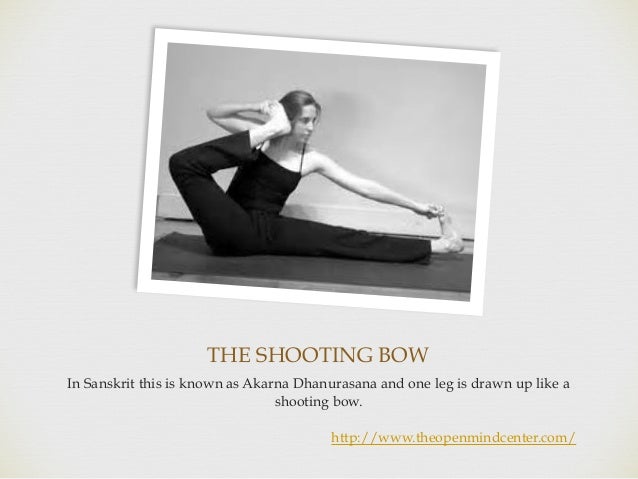 THE SHOOTING BOW
In Sanskrit this is known as Akarna Dhanurasana and one leg is drawn up like a
shooting bow.
http://www.theopenmindcenter.com/